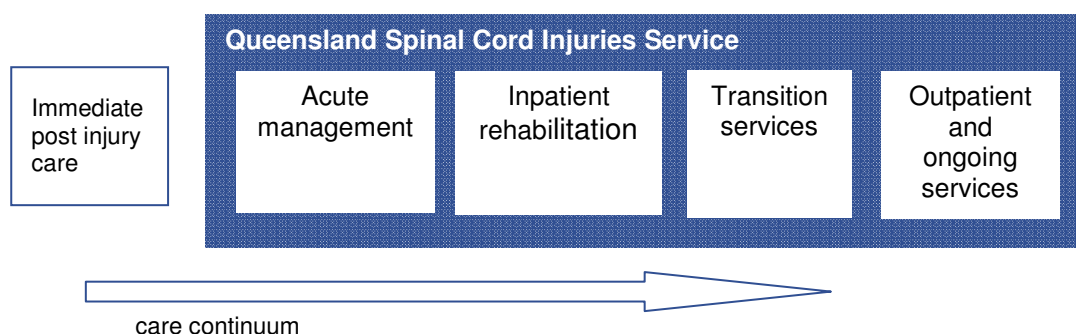 Queensland Spinal Cord Injuries Service
Immediate
post injury
care
Acute
management
Inpatient
rehabilitation
Transition
services
Outpatient
and
ongoing
services
care continuum